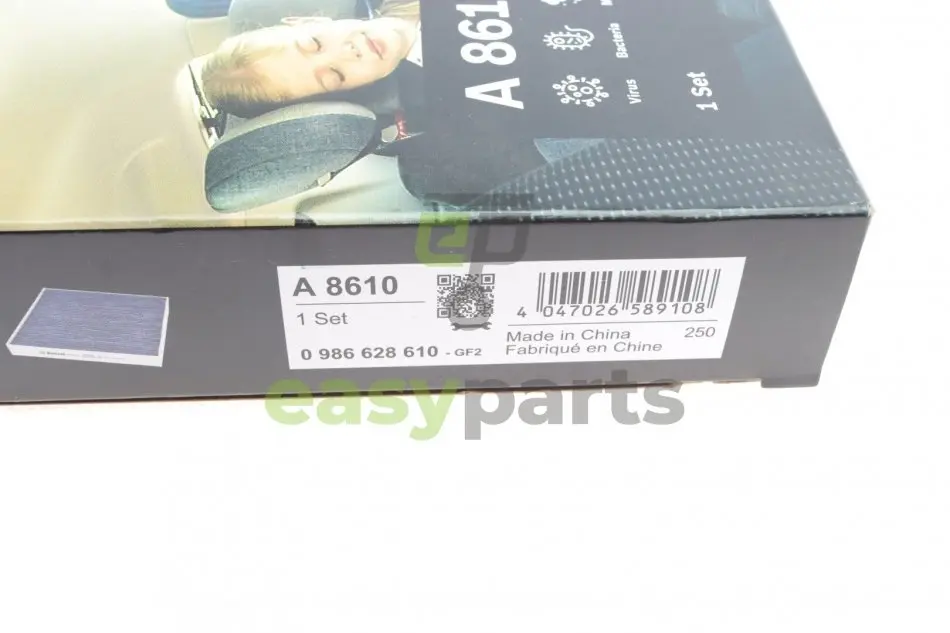 A 861
Virus
Bacteria
1 Set
ep
A 8610
1 Set
0 986 628 610 - GF2
4 047026 589108
Made in China 250
Fabriqué en Chine
easyparts